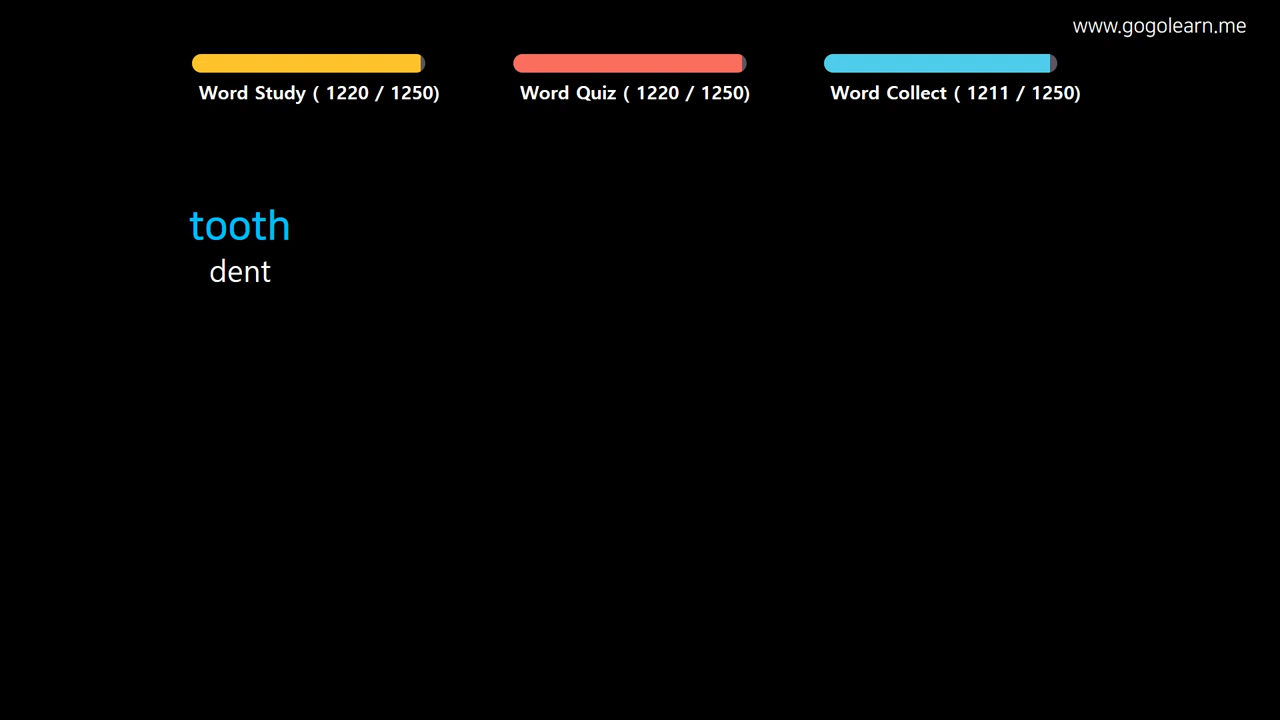 www.gogolearn.me
Word Study ( 1220 / 1250)
Word Quiz ( 1220 / 1250)
Word Collect ( 1211 / 1250)
tooth
dent